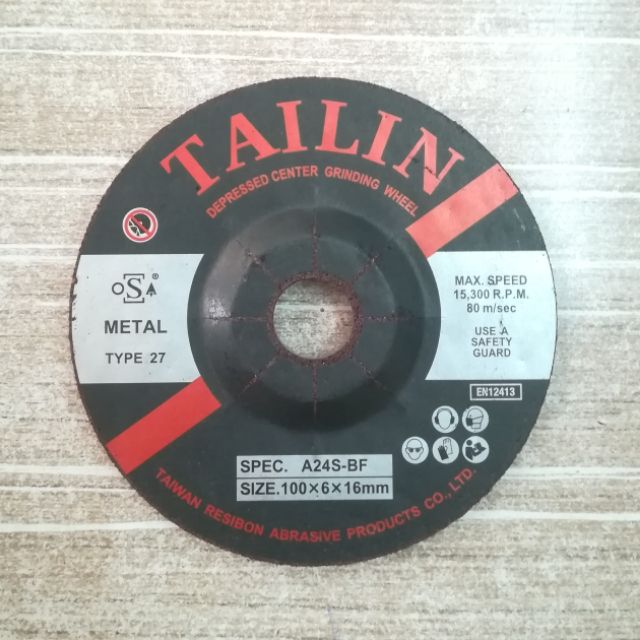 TAILIN
DEPRESSED CENTER GRINDING WHEEL
oSA®
METAL
TYPE 27
MAX. SPEED
15,300 R.P.M.
80 m/sec
USE A
SAFETY
GUARD
EN12413
SPEC. A24S-BF
SIZE.100×6×16mm
TAIWAN RESIBON ABRASIVE PRODUCTS CO.,LTD.